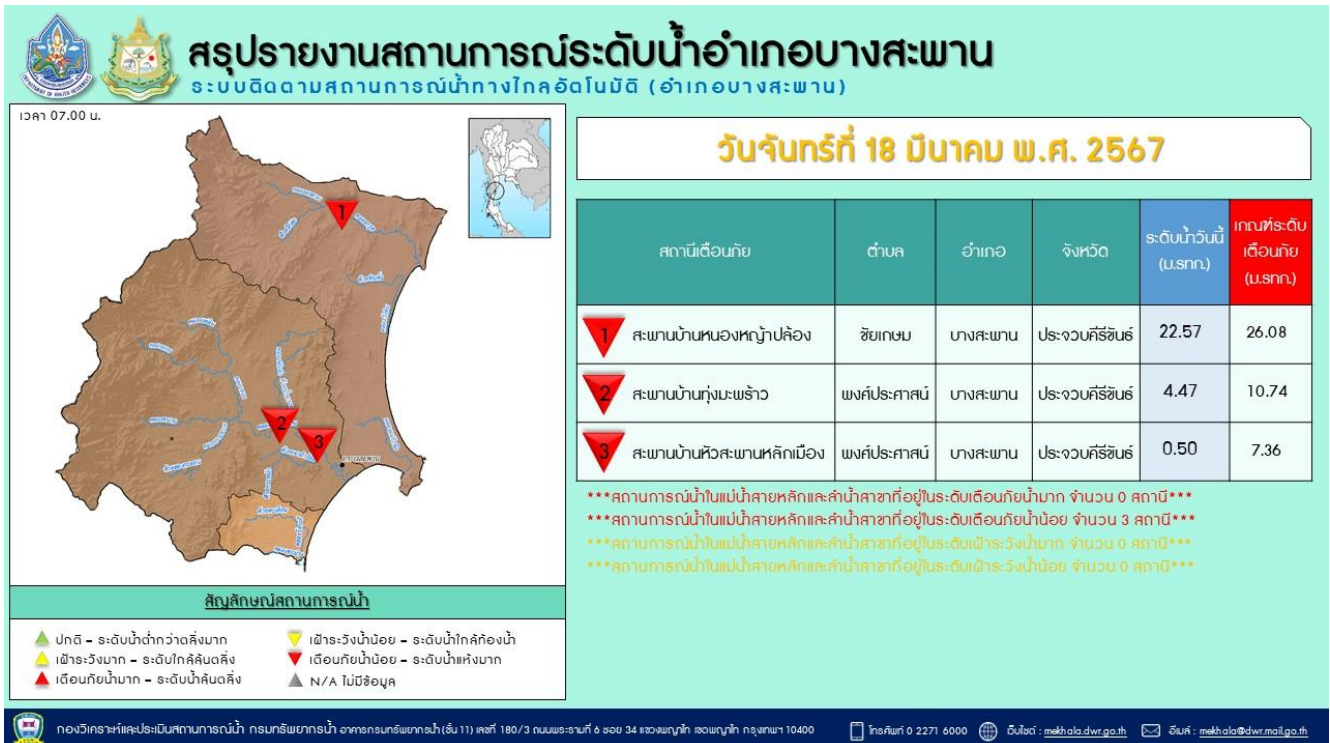 สรุปรายงานสถานการณ์ระดับน้ำอำเภอบางสะพาน
ระบบติดตามสถานการณ์น้ำทางไกลอัตโนมัติ (อำเภอบางสะพาน)
เวลา 07.00 น.
1
2
3
วันจันทร์ที่ 18 มีนาคม พ.ศ. 2567
สถานีเตือนภัย ตำบล อำเภอ จังหวัด ระดับน้ำวันนี้ (ม.รทก.) เกณฑ์ระดับเตือนภัย (ม.รทก.)
1 สะพานบ้านหนองหญ้าปล้อง ชัยเกษม บางสะพาน ประจวบคีรีขันธ์ 22.57 26.08
2 สะพานบ้านทุ่งมะพร้าว พงศ์ประศาสน์ บางสะพาน ประจวบคีรีขันธ์ 4.47 10.74
3 สะพานบ้านหัวสะพานหลักเมือง พงศ์ประศาสน์ บางสะพาน ประจวบคีรีขันธ์ 0.50 7.36
***สถานการณ์น้ำในแม่น้ำสายหลักและลำน้ำสาขาที่อยู่ในระดับเตือนภัยน้ำมาก จำนวน 0 สถานี***
***สถานการณ์น้ำในแม่น้ำสายหลักและลำน้ำสาขาที่อยู่ในระดับเตือนภัยน้ำน้อย จำนวน 3 สถานี***
***สถานการณ์น้ำในแม่น้ำสายหลักและลำน้ำสาขาที่อยู่ในระดับเฝ้าระวังน้ำมาก จำนวน 0 สถานี***
***สถานการณ์น้ำในแม่น้ำสายหลักและลำน้ำสาขาที่อยู่ในระดับเฝ้าระวังน้ำน้อย จำนวน 0 สถานี***
สัญลักษณ์สถานการณ์น้ำ
ปกติ - ระดับน้ำต่ำกว่าตลิ่งมาก
เฝ้าระวังมาก - ระดับใกล้ล้นตลิ่ง
เตือนภัยน้ำมาก - ระดับน้ำล้นตลิ่ง
เฝ้าระวังน้ำน้อย - ระดับน้ำใกล้ท้องน้ำ
เตือนภัยน้ำน้อย - ระดับน้ำแห้งมาก
N/A ไม่มีข้อมูล
กองวิเคราะห์และประเมินสถานการณ์น้ำ กรมทรัพยากรน้ำ อาคารกรมทรัพยากรน้ำ (ชั้น 11) เลขที่ 180/3 ถนนพระรามที่ 6 ซอย 34 แขวงพญาไท เขตพญาไท กรุงเทพฯ 10400 โทรศัพท์ 0 2271 6000 เว็บไซต์ : mekhala.dwr.go.th อีเมล์ : mekhala@dwr.mail.go.th